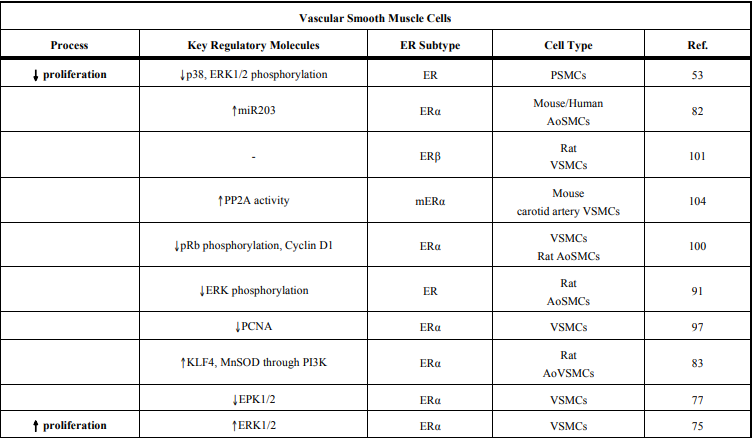 Vascular Smooth Muscle Cells
Process Key Regulatory Molecules ER Subtype Cell Type Ref.
↓ proliferation ↓p38, ERK1/2 phosphorylation ER PSMCs 53
↑miR203 ERα Mouse/Human AoSMCs 82
- ERβ Rat VSMCs 101
↑PP2A activity mERα Mouse carotid artery VSMCs 104
↓pRb phosphorylation, Cyclin D1 ERα VSMCs Rat AoSMCs 100
↓ERK phosphorylation ER Rat AoSMCs 91
↓PCNA ERα VSMCs 97
↑KLF4, MnSOD through PI3K ERα Rat AoVSMCs 83
↓EPK1/2 ERα VSMCs 77
↑ proliferation ↑ERK1/2 ERα VSMCs 75